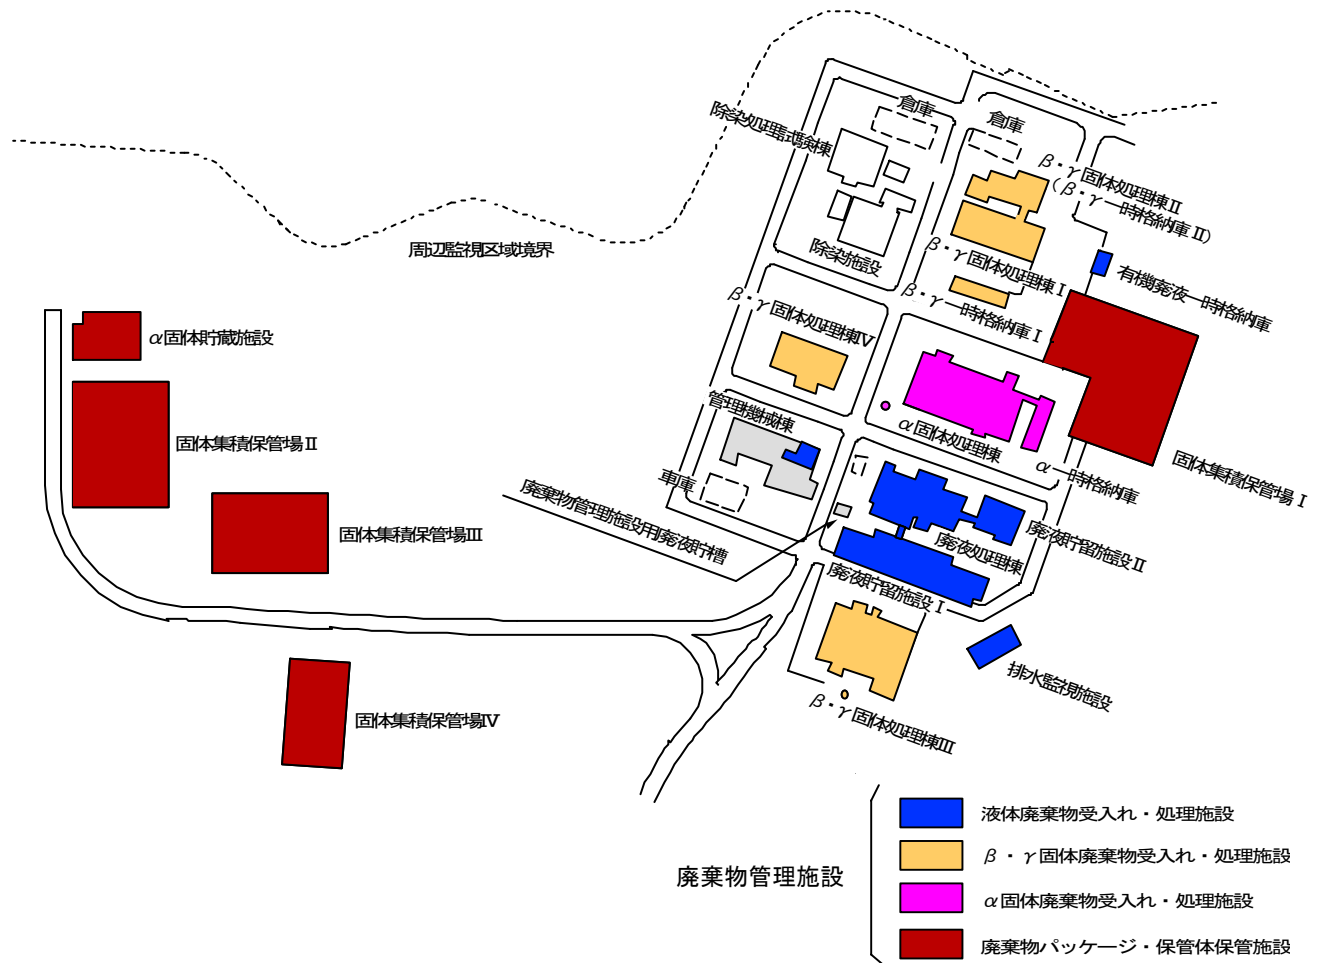 倉庫
除染処理試験棟
倉庫
β・γ固体処理棟Ⅱ
(β・γ一時格納庫Ⅱ)
除染施設
周辺監視区域境界
β・γ固体処理棟Ⅰ
有機廃液一時格納庫
β・γ一時格納庫Ⅰ
β・γ固体処理棟Ⅳ
α固体貯蔵施設
管理機械棟
α固体処理棟
α一時格納庫
固体集積保管場Ⅰ
固体集積保管場Ⅱ
車庫
廃棄物管理施設用廃液貯槽
固体集積保管場Ⅲ
廃液処理棟
廃液貯留施設Ⅱ
廃液貯留施設Ⅰ
排水監視施設
固体集積保管場Ⅳ
β・γ固体処理棟Ⅲ
廃棄物管理施設
液体廃棄物受入れ・処理施設
β・γ固体廃棄物受入れ・処理施設
α固体廃棄物受入れ・処理施設
廃棄物パッケージ・保管体保管施設